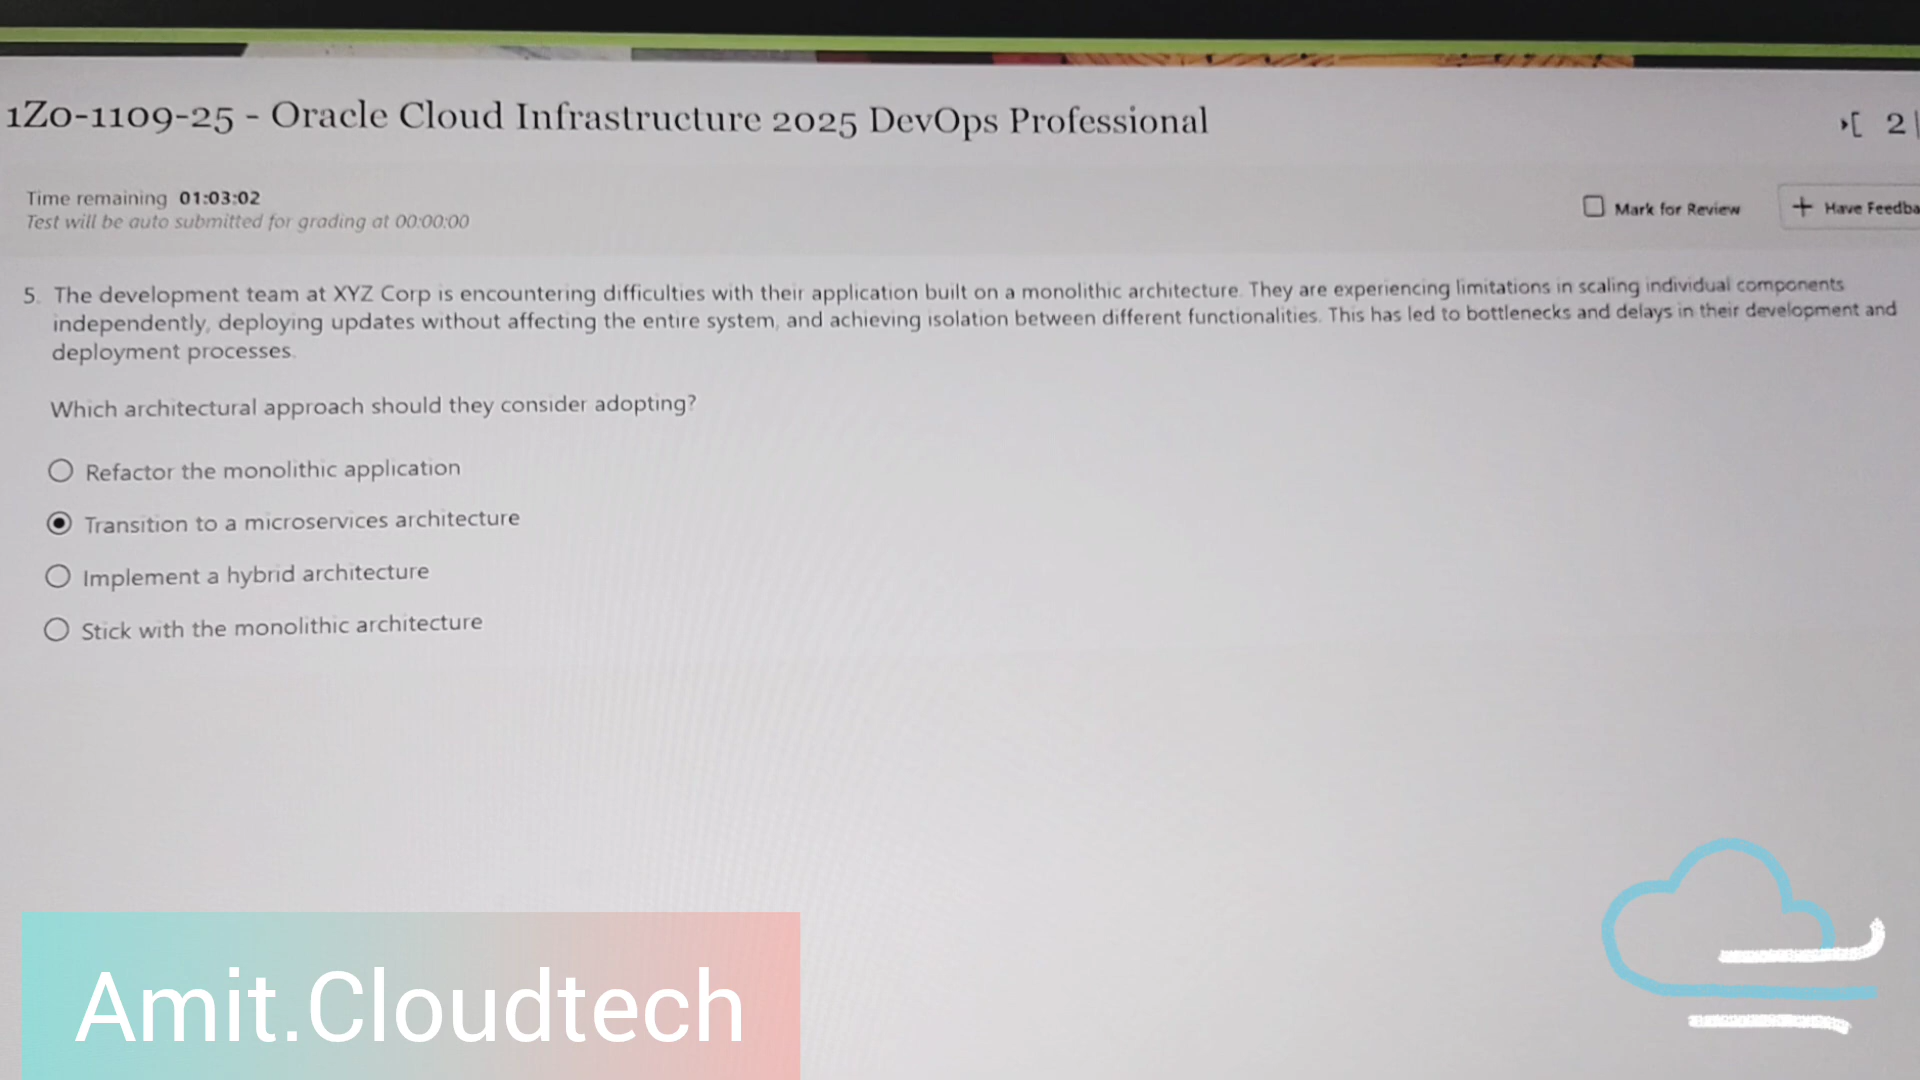 1Z0-1109-25 - Oracle Cloud Infrastructure 2025 DevOps Professional
2
Time remaining 01:03:02
Test will be auto submitted for grading at 00:00:00
Mark for Review
+ Have Feedba
5. The development team at XYZ Corp is encountering difficulties with their application built on a monolithic architecture. They are experiencing limitations in scaling individual components
independently, deploying updates without affecting the entire system, and achieving isolation between different functionalities. This has led to bottlenecks and delays in their development and
deployment processes.
Which architectural approach should they consider adopting?
Refactor the monolithic application
Transition to a microservices architecture
Implement a hybrid architecture
Stick with the monolithic architecture
Amit.Cloudtech